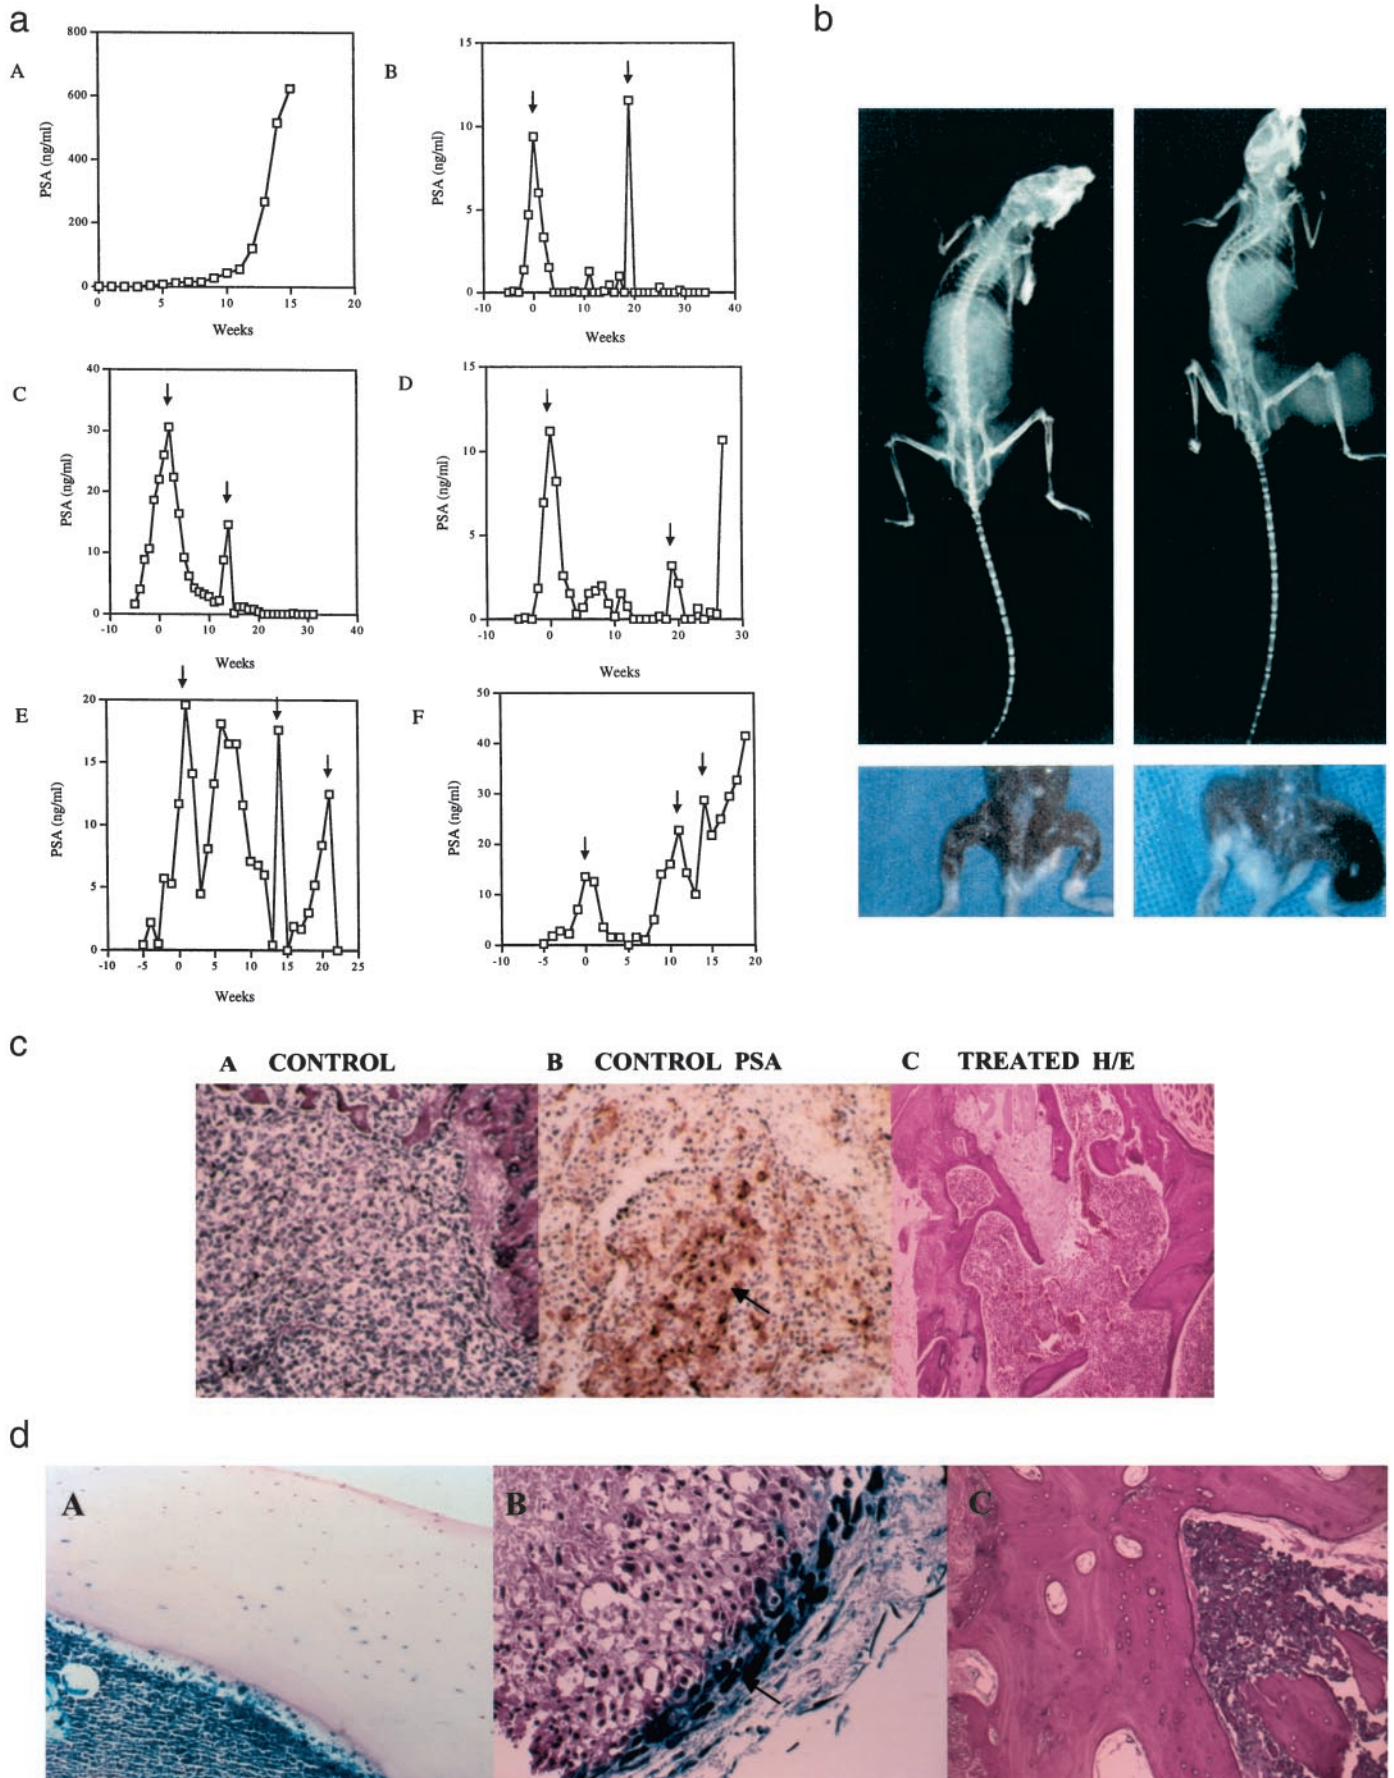 a
b
A
800
600
400
200
0
PSA (ng/ml)
0 5 10 15 20
Weeks
B
15
10
5
0
PSA (ng/ml)
-10 0 10 20 30 40
Weeks
C
40
30
20
10
0
PSA (ng/ml)
-10 0 10 20 30 40
Weeks
D
15
10
5
0
PSA (ng/ml)
-10 0 10 20 30
Weeks
E
20
15
10
5
0
PSA (ng/ml)
-10 -5 0 5 10 15 20 25
Weeks
F
50
40
30
20
10
0
PSA (ng/ml)
-10 -5 0 5 10 15 20
Weeks
c
A CONTROL
B CONTROL PSA
C TREATED H/E
d
A
B
C